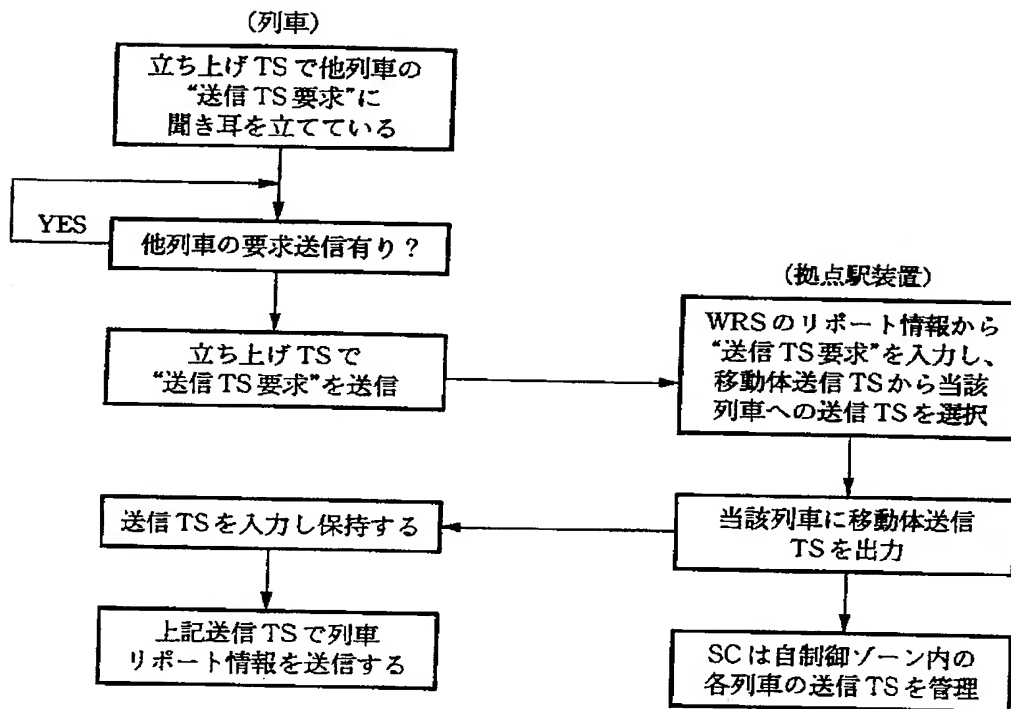 (列車)
立ち上げTSで他列車の
“送信TS要求”に
聞き耳を立てている
YES
他列車の要求送信有り?
立ち上げTSで
“送信TS要求”を送信
(拠点駅装置)
WRSのリポート情報から
“送信TS要求”を入力し、
移動体送信TSから当該
列車への送信TSを選択
送信TSを入力し保持する
当該列車に移動体送信
TSを出力
上記送信TSで列車
リポート情報を送信する
SCは自制御ゾーン内の
各列車の送信TSを管理